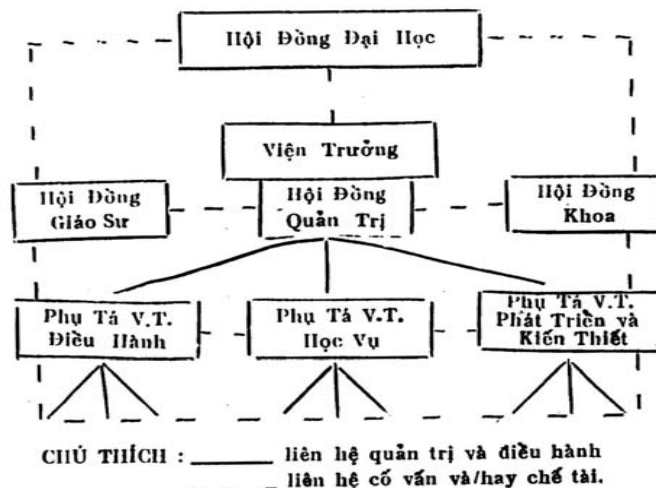 Hội Đồng Đại Học
Viện Trưởng
Hội Đồng
Giáo Sư
Hội Đồng
Quản Trị
Hội Đồng
Khoa
Phụ Tá V.T.
Điều Hành
Phụ Tá V.T.
Học Vụ
Phụ Tá V.T.
Phát Triển và
Kiến Thiết
CHÚ THÍCH : ______ liên hệ quản trị và điều hành
_ _ _ _ liên hệ cố vấn và/hay chế tài.